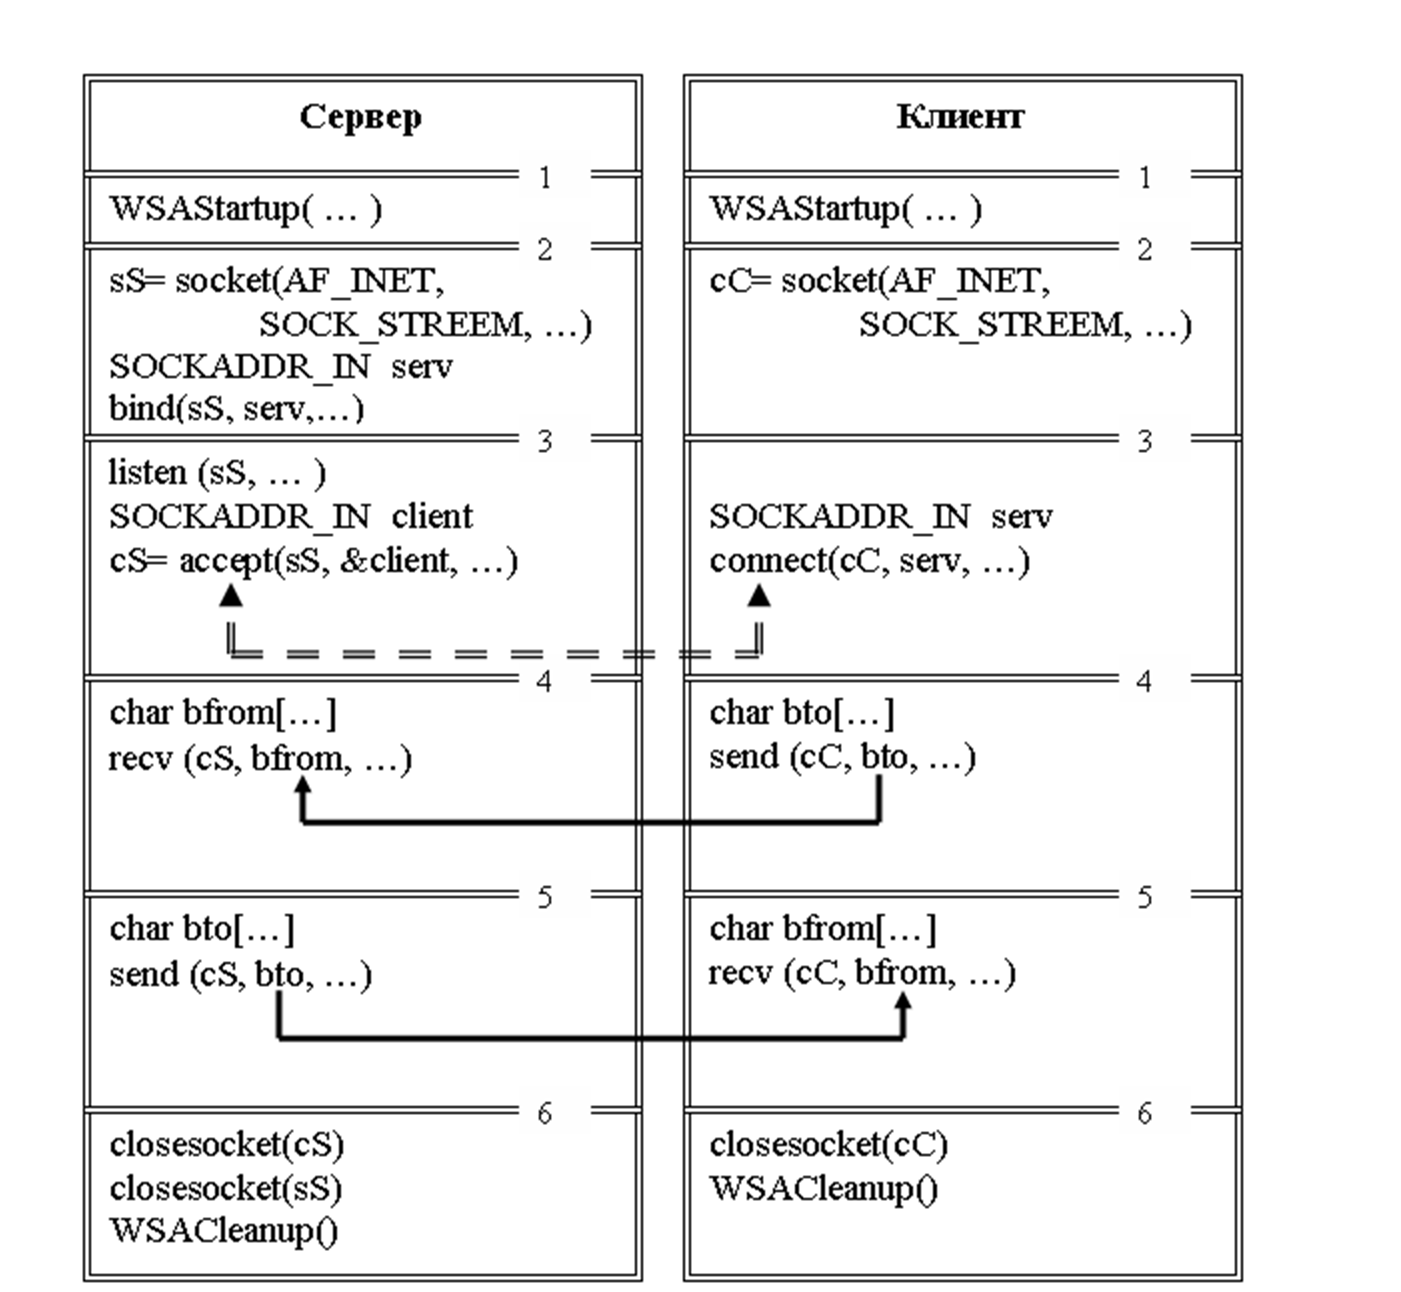 Сервер
1
WSAStartup( … )
2
sS= socket(AF_INET,
SOCK_STREEM, …)
SOCKADDR_IN serv
bind(sS, serv,…)
3
listen (sS, … )
SOCKADDR_IN client
cS= accept(sS, &client, …)
4
char bfrom[…]
recv (cS, bfrom, …)
5
char bto[…]
send (cS, bto, …)
6
closesocket(cS)
closesocket(sS)
WSACleanup()
Клиент
1
WSAStartup( … )
2
cC= socket(AF_INET,
SOCK_STREEM, …)
3
SOCKADDR_IN serv
connect(cC, serv, …)
4
char bto[…]
send (cC, bto, …)
5
char bfrom[…]
recv (cC, bfrom, …)
6
closesocket(cC)
WSACleanup()